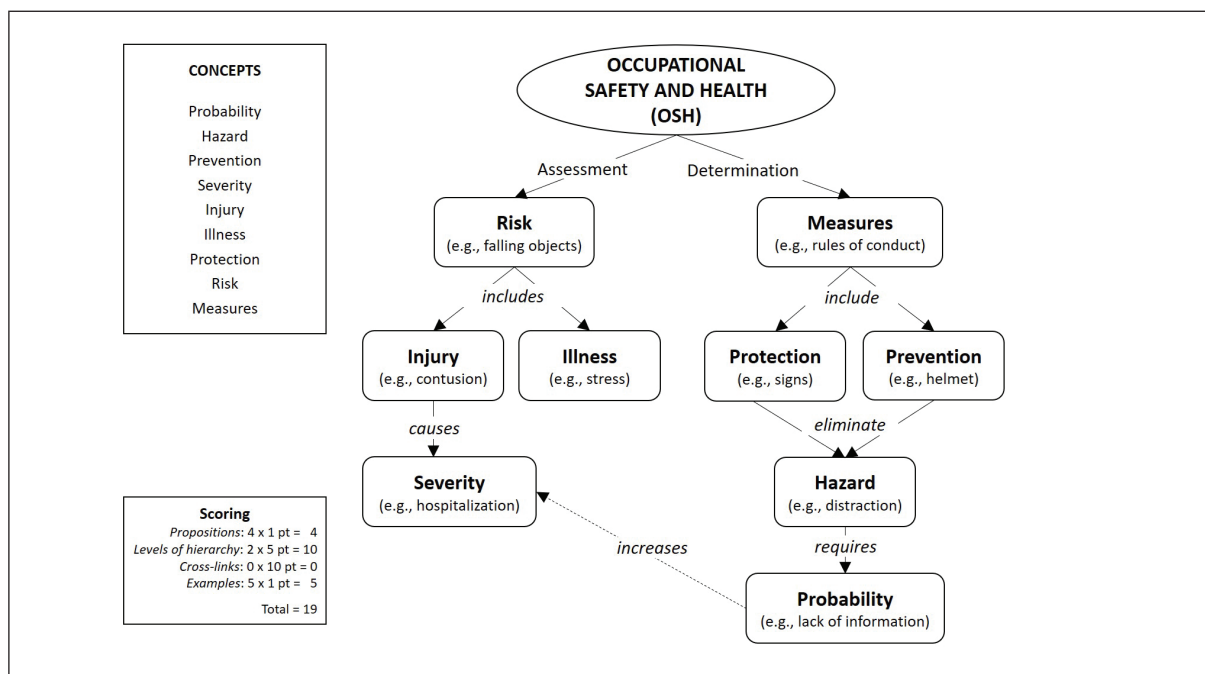 CONCEPTS
Probability
Hazard
Prevention
Severity
Injury
Illness
Protection
Risk
Measures
OCCUPATIONAL
SAFETY AND HEALTH
(OSH)
Assessment
Determination
Risk
(e.g., falling objects)
Measures
(e.g., rules of conduct)
includes
include
Injury
(e.g., contusion)
Illness
(e.g., stress)
Protection
(e.g., signs)
Prevention
(e.g., helmet)
causes
eliminate
Severity
(e.g., hospitalization)
Hazard
(e.g., distraction)
increases
requires
Probability
(e.g., lack of information)
Scoring
Propositions: 4 x 1 pt = 4
Levels of hierarchy: 2 x 5 pt = 10
Cross-links: 0 x 10 pt = 0
Examples: 5 x 1 pt = 5
Total = 19